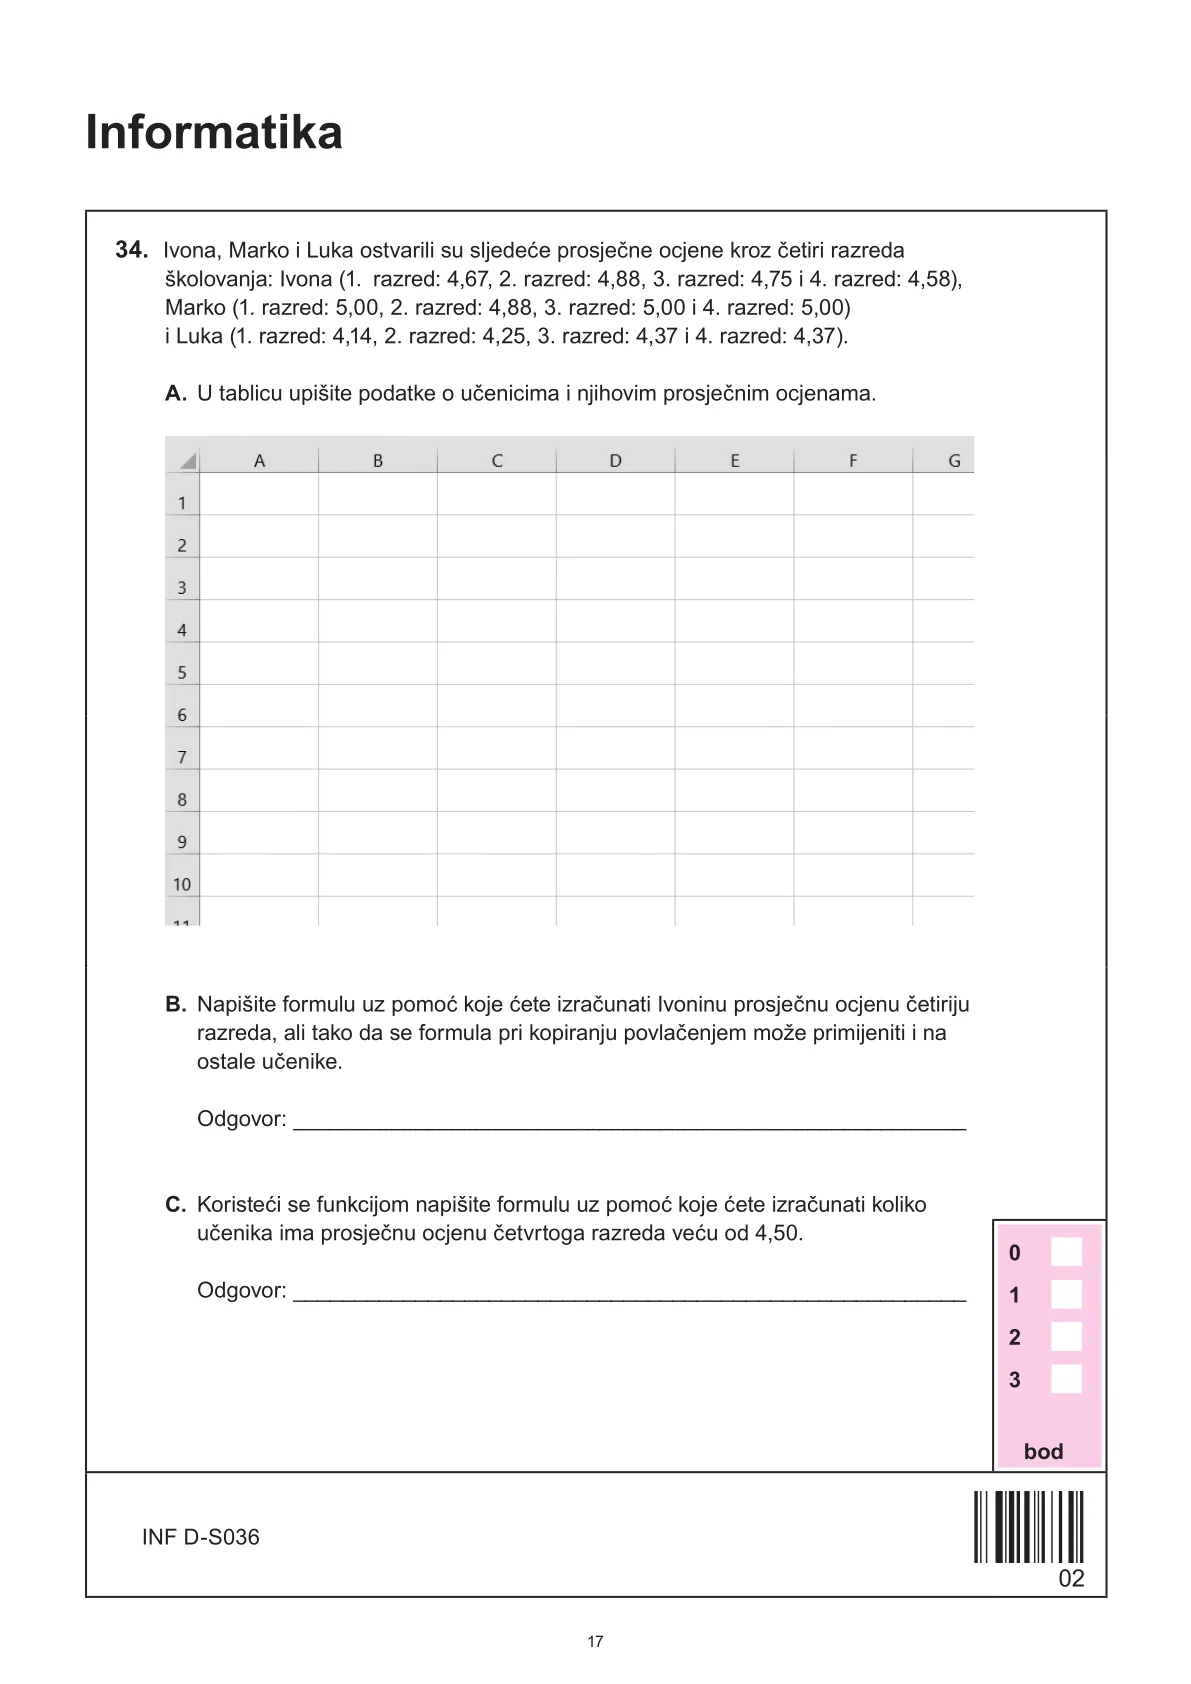 Informatika
34. Ivona, Marko i Luka ostvarili su sljedeće prosječne ocjene kroz četiri razreda
školovanja: Ivona (1. razred: 4,67, 2. razred: 4,88, 3. razred: 4,75 i 4. razred: 4,58),
Marko (1. razred: 5,00, 2. razred: 4,88, 3. razred: 5,00 i 4. razred: 5,00)
i Luka (1. razred: 4,14, 2. razred: 4,25, 3. razred: 4,37 i 4. razred: 4,37).
A. U tablicu upišite podatke o učenicima i njihovim prosječnim ocjenama.
A B C D E F G
1
2
3
4
5
6
7
8
9
10
11
B. Napišite formulu uz pomoć koje ćete izračunati Ivoninu prosječnu ocjenu četiriju
razreda, ali tako da se formula pri kopiranju povlačenjem može primijeniti i na
ostale učenike.
Odgovor: ______________________________________________________
C. Koristeći se funkcijom napišite formulu uz pomoć koje ćete izračunati koliko
učenika ima prosječnu ocjenu četvrtoga razreda veću od 4,50.
Odgovor: ______________________________________________________
0
1
2
3
bod
INF D-S036
02
17